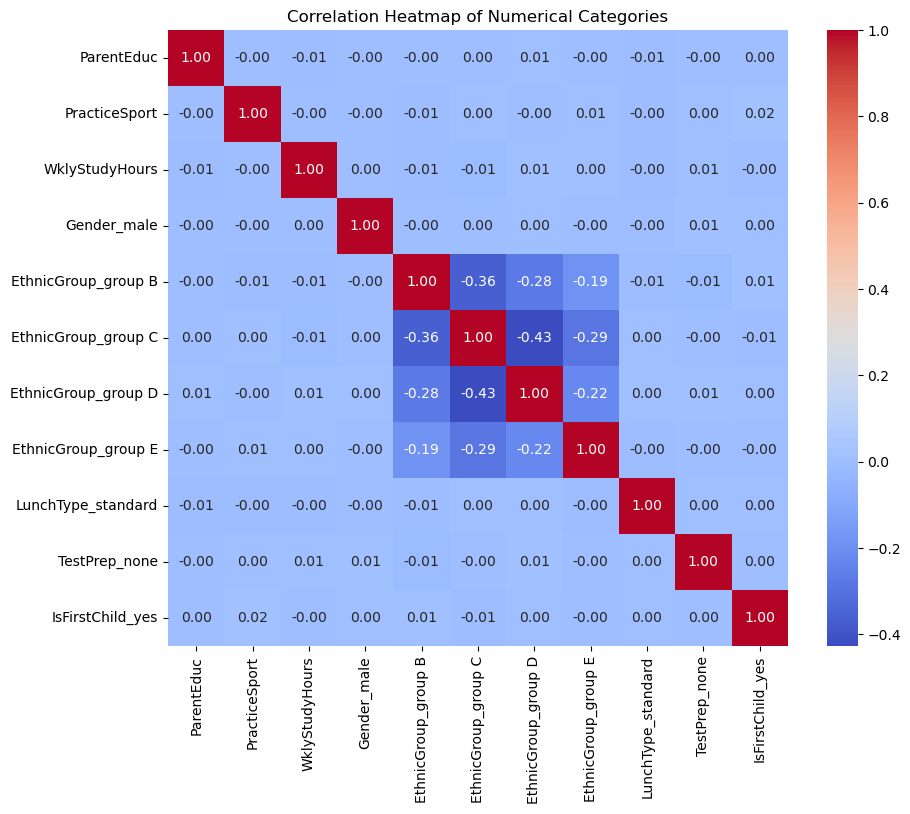 Correlation Heatmap of Numerical Categories
ParentEduc 1.00 -0.00 -0.01 -0.00 -0.00 0.00 0.01 -0.00 -0.01 -0.00 0.00
PracticeSport -0.00 1.00 -0.00 -0.00 -0.01 0.00 -0.00 0.01 -0.00 0.00 0.02
WklyStudyHours -0.01 -0.00 1.00 0.00 -0.01 -0.01 0.01 0.00 -0.00 0.01 -0.00
Gender_male -0.00 -0.00 0.00 1.00 -0.00 0.00 0.00 -0.00 -0.00 0.01 0.00
EthnicGroup_group B -0.00 -0.01 -0.01 -0.00 1.00 -0.36 -0.28 -0.19 -0.01 -0.01 0.01
EthnicGroup_group C 0.00 0.00 -0.01 0.00 -0.36 1.00 -0.43 -0.29 0.00 -0.00 -0.01
EthnicGroup_group D 0.01 -0.00 0.01 0.00 -0.28 -0.43 1.00 -0.22 0.00 0.01 0.00
EthnicGroup_group E -0.00 0.01 0.00 -0.00 -0.19 -0.29 -0.22 1.00 -0.00 -0.00 -0.00
LunchType_standard -0.01 -0.00 -0.00 -0.00 -0.01 0.00 0.00 -0.00 1.00 0.00 0.00
TestPrep_none -0.00 0.00 0.01 0.01 -0.01 -0.00 0.01 -0.00 0.00 1.00 0.00
IsFirstChild_yes 0.00 0.02 -0.00 0.00 0.01 -0.01 0.00 -0.00 0.00 0.00 1.00
ParentEduc
PracticeSport
WklyStudyHours
Gender_male
EthnicGroup_group B
EthnicGroup_group C
EthnicGroup_group D
EthnicGroup_group E
LunchType_standard
TestPrep_none
IsFirstChild_yes
1.0
0.8
0.6
0.4
0.2
0.0
−0.2
−0.4